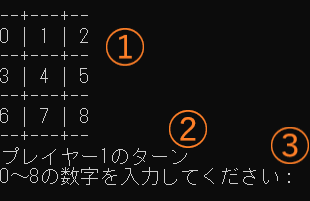 --+---+--
0 | 1 | 2
--+---+--
3 | 4 | 5
--+---+--
6 | 7 | 8
--+---+--
プレイヤー1のターン
0～8の数字を入力してください：
①
②
③